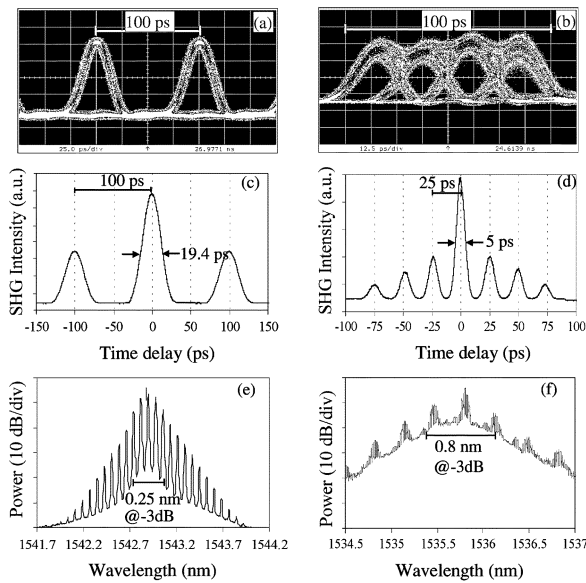 100 ps (a)
25.0 ps/div 26.9771 ns
100 ps (b)
12.5 ps/div 24.6139 ns
SHG Intensity (a.u.)
100 ps (c)
19.4 ps
-150 -100 -50 0 50 100 150
Time delay (ps)
SHG Intensity (a.u.)
25 ps (d)
5 ps
-100 -75 -50 -25 0 25 50 75 100
Time delay (ps)
Power (10 dB/div)
(e)
0.25 nm
@-3dB
1541.7 1542.2 1542.7 1543.2 1543.7 1544.2
Wavelength (nm)
Power (10 dB/div)
(f)
0.8 nm
@-3dB
1534.5 1535 1535.5 1536 1536.5 1537
Wavelength (nm)